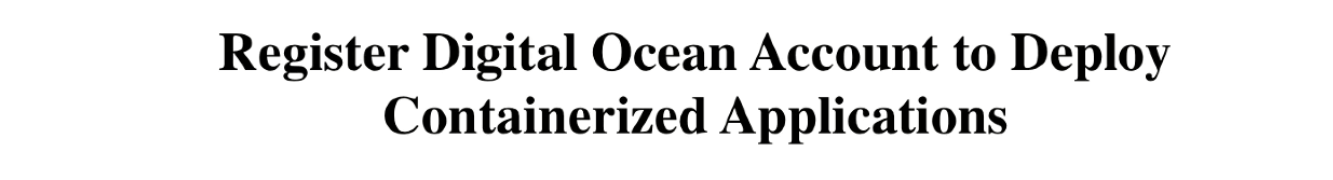 Register Digital Ocean Account to Deploy
Containerized Applications